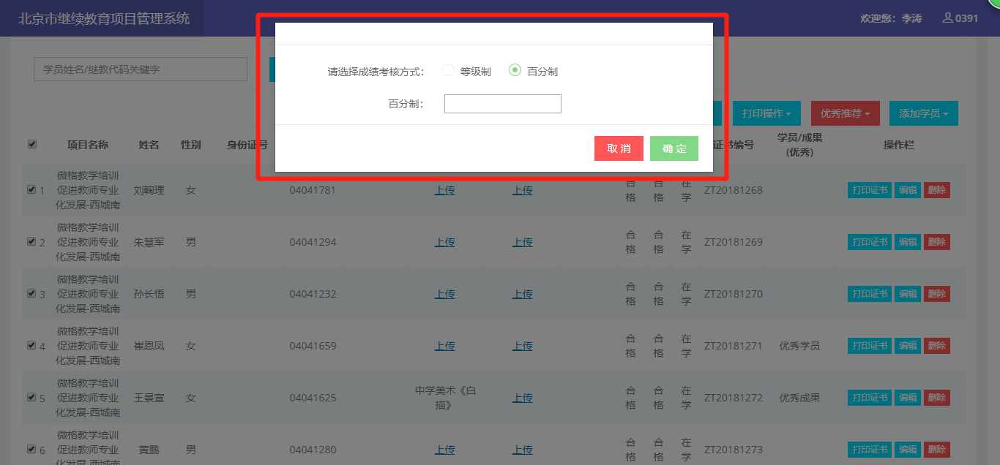 北京市继续教育项目管理系统
欢迎您：李涛 0391
学员姓名/继教代码关键字
请选择成绩考核方式： 等级制 百分制
百分制：
取 消 确 定
打印操作 优秀推荐 添加学员
项目名称 姓名 性别 身份证号 证书编号 学员/成果 操作栏
(优秀)
微格教学培训
1 促进教师专业 刘鞠理 女 04041781 上传 上传 合格 合格 在学 ZT20181268 打印证书 编辑 删除
化发展-西城南
微格教学培训
2 促进教师专业 朱慧军 男 04041294 上传 上传 合格 合格 在学 ZT20181269 打印证书 编辑 删除
化发展-西城南
微格教学培训
3 促进教师专业 孙长悟 男 04041232 上传 上传 合格 合格 在学 ZT20181270 打印证书 编辑 删除
化发展-西城南
微格教学培训
4 促进教师专业 崔恩凤 女 04041659 上传 上传 合格 合格 在学 ZT20181271 优秀学员 打印证书 编辑 删除
化发展-西城南
微格教学培训
5 促进教师专业 王景宣 女 04041625 中学美术《白描》 上传 合格 合格 在学 ZT20181272 优秀成果 打印证书 编辑 删除
化发展-西城南
微格教学培训
6 促进教师专业 黄鹏 男 04041280 上传 上传 合格 合格 在学 ZT20181273 打印证书 编辑 删除
化发展-西城南